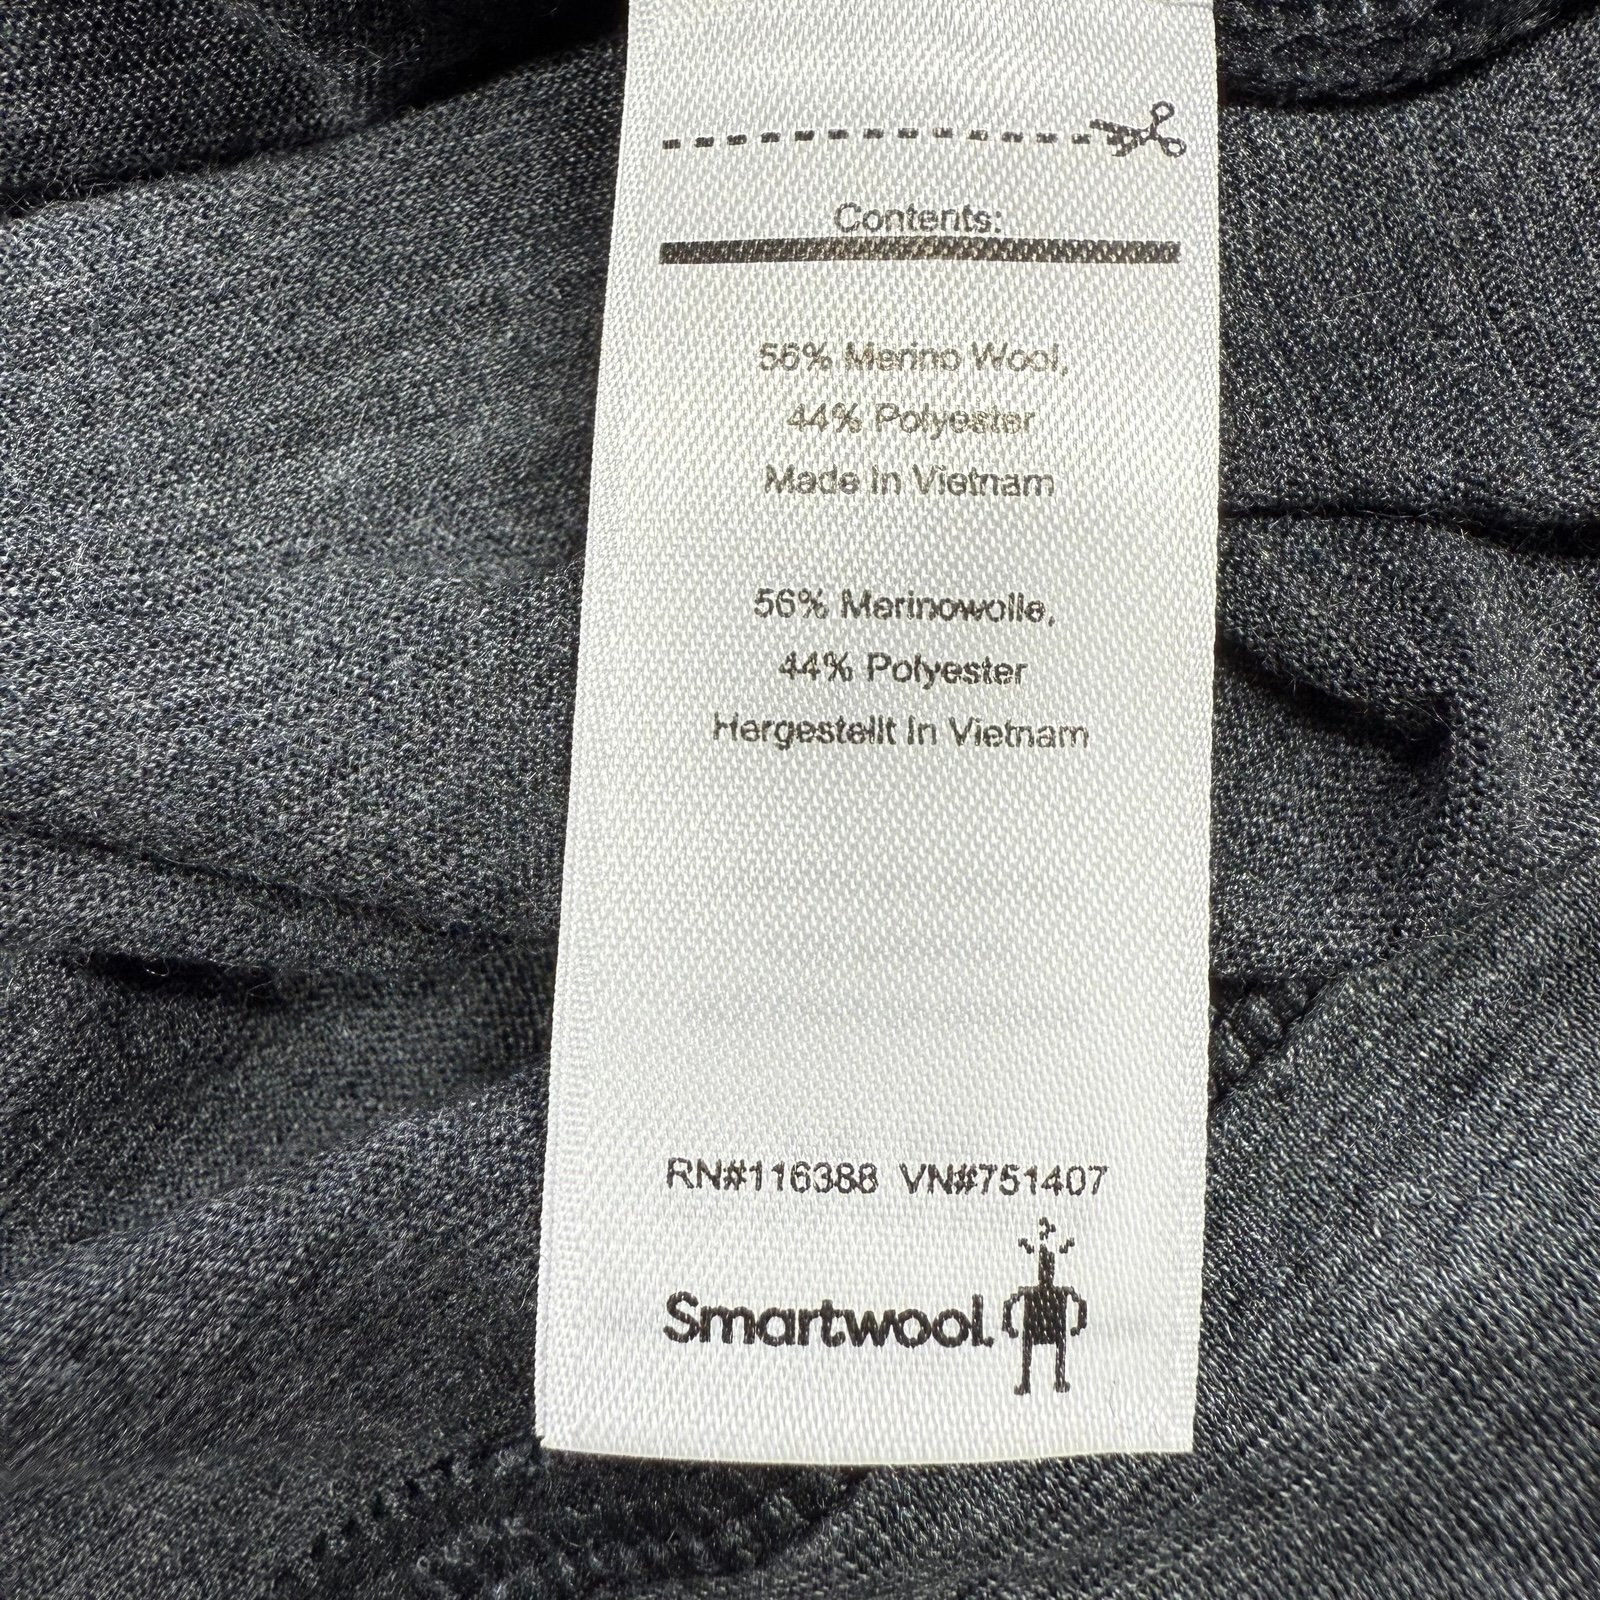 Contents:
56% Merino Wool,
44% Polyester
Made In Vietnam
56% Merinowolle,
44% Polyester
Hergestellt In Vietnam
RN#116388 VN#751407
Smartwool.